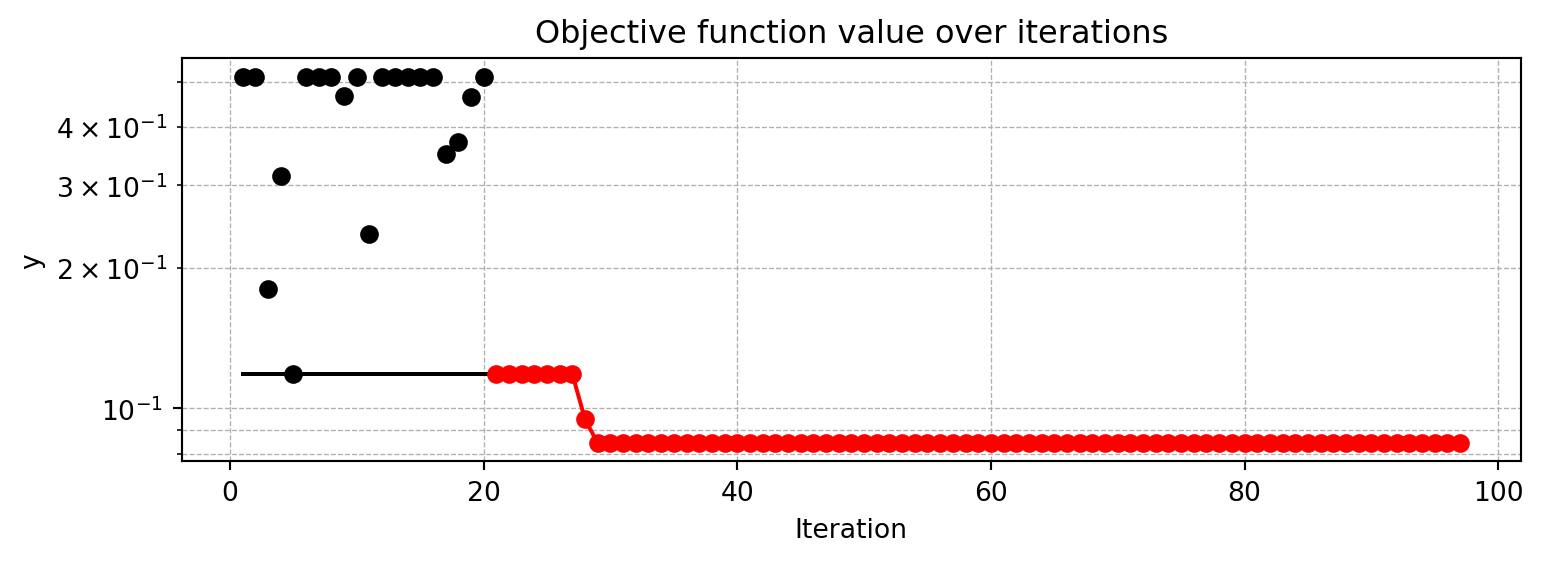 Objective function value over iterations
y
4 × 10⁻¹
3 × 10⁻¹
2 × 10⁻¹
10⁻¹
0 20 40 60 80 100
Iteration